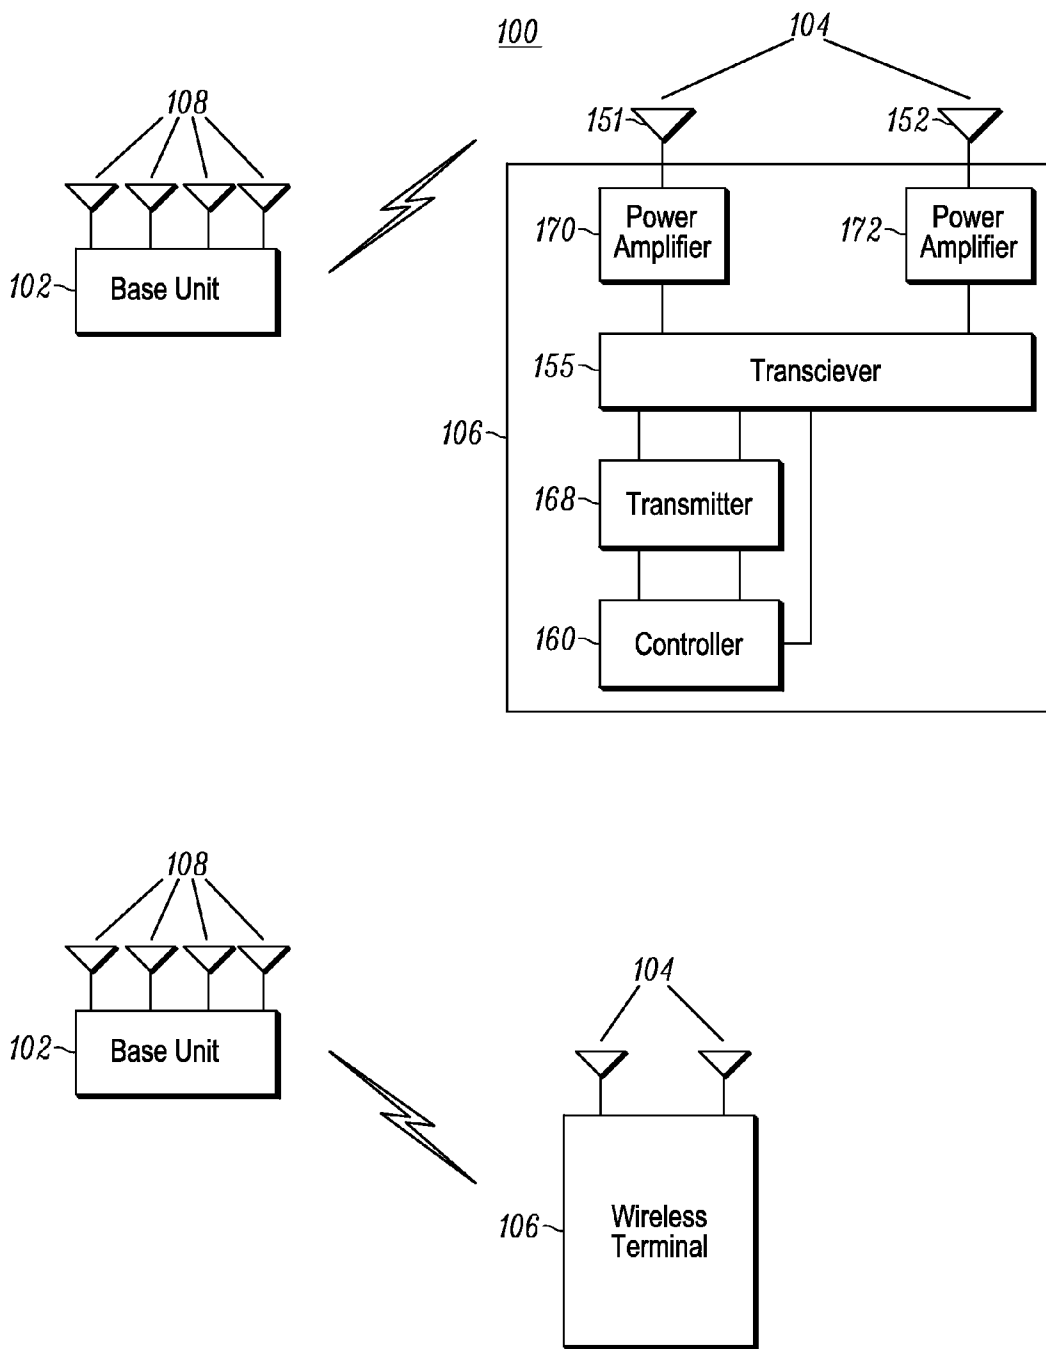 100
104
108
151
152
170
Power
Amplifier
172
Power
Amplifier
102
Base Unit
155
Transciever
106
168
Transmitter
160
Controller
108
104
102
Base Unit
106
Wireless
Terminal